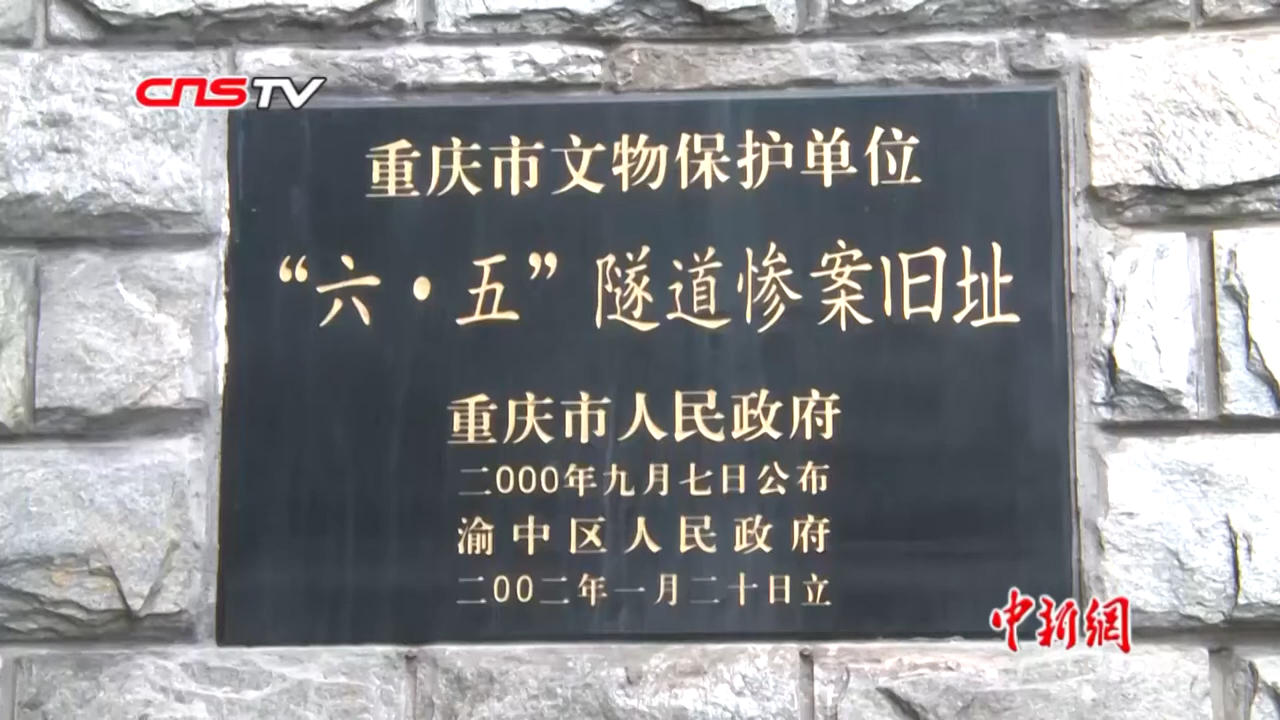 CNSTV
重庆市文物保护单位
“六·五”隧道惨案旧址
重庆市人民政府
二000年九月七日公布
渝中区人民政府
二00二年一月二十日立
中新網